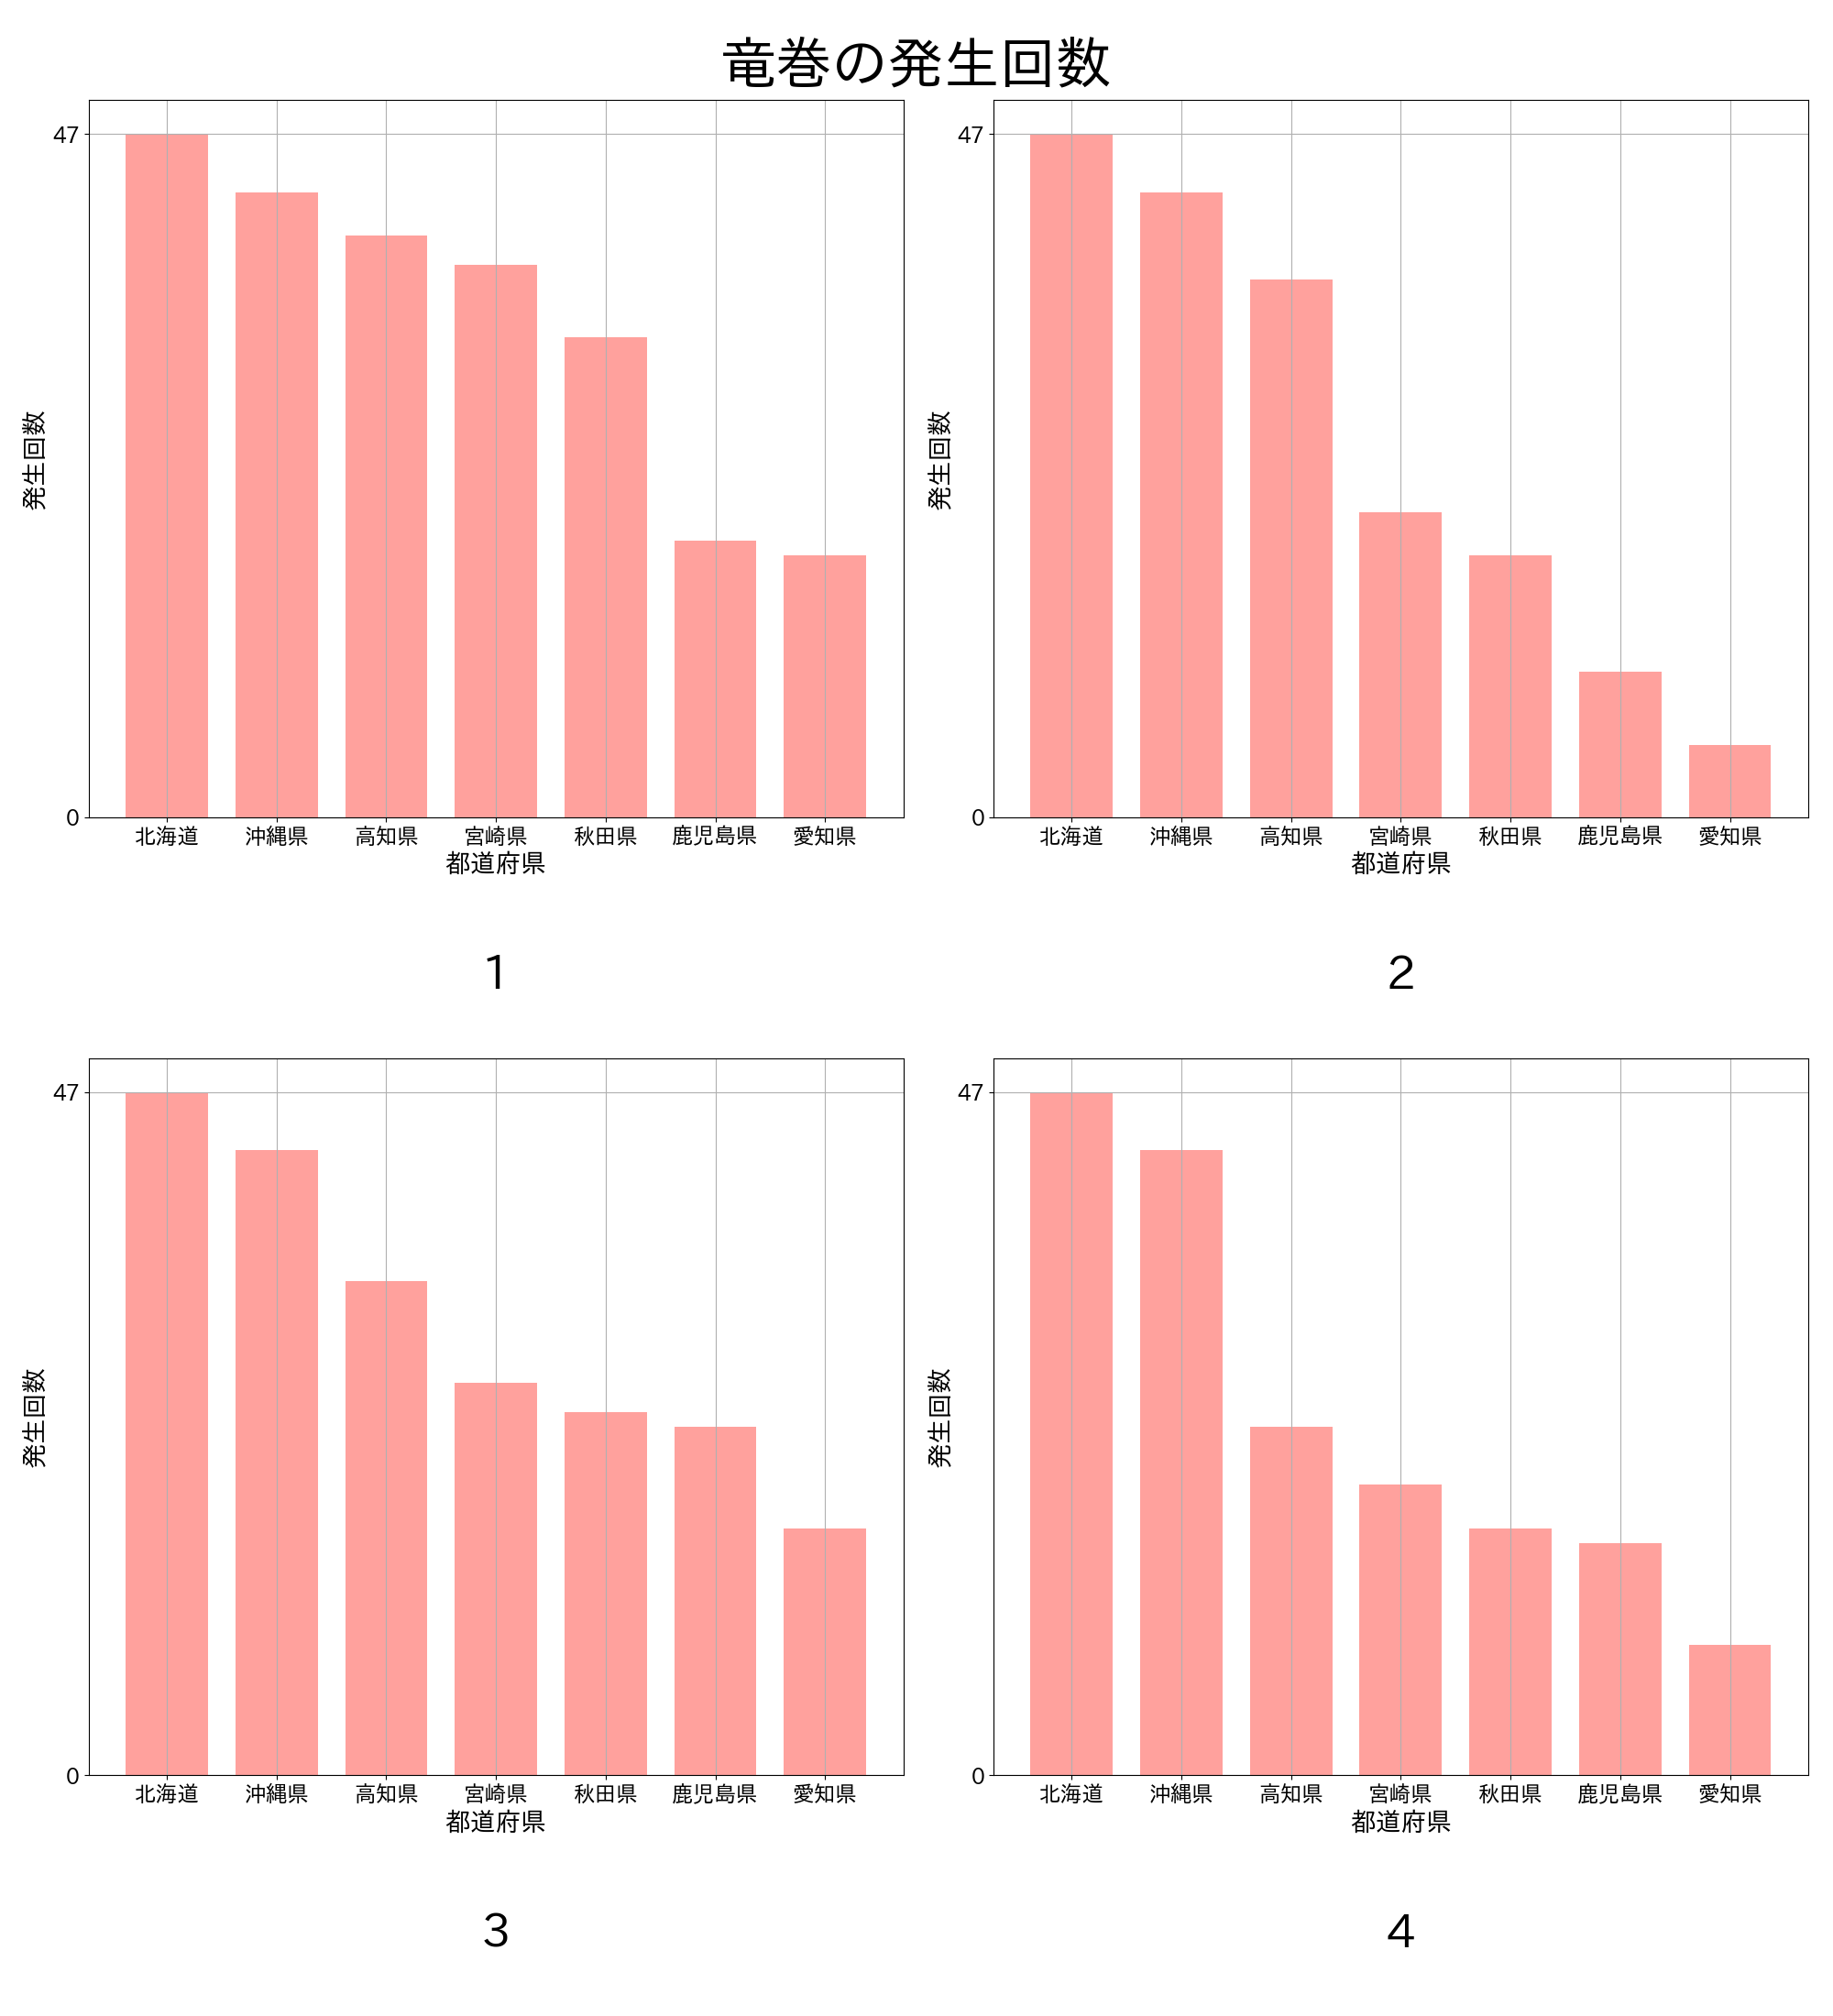 竜巻の発生回数
47
0
発生回数
北海道 沖縄県 高知県 宮崎県 秋田県 鹿児島県 愛知県
都道府県
1
47
0
発生回数
北海道 沖縄県 高知県 宮崎県 秋田県 鹿児島県 愛知県
都道府県
2
47
0
発生回数
北海道 沖縄県 高知県 宮崎県 秋田県 鹿児島県 愛知県
都道府県
3
47
0
発生回数
北海道 沖縄県 高知県 宮崎県 秋田県 鹿児島県 愛知県
都道府県
4